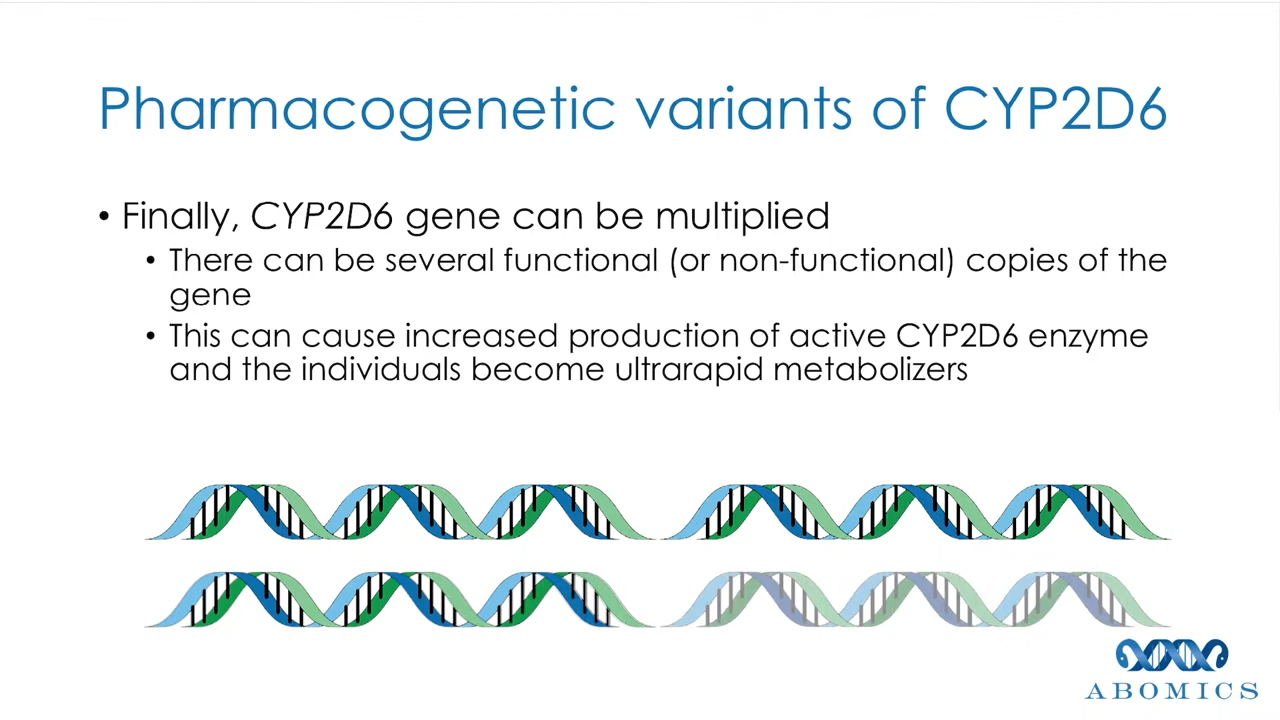 Pharmacogenetic variants of CYP2D6
• Finally, CYP2D6 gene can be multiplied
• There can be several functional (or non-functional) copies of the
gene
• This can cause increased production of active CYP2D6 enzyme
and the individuals become ultrarapid metabolizers
ABOMICS